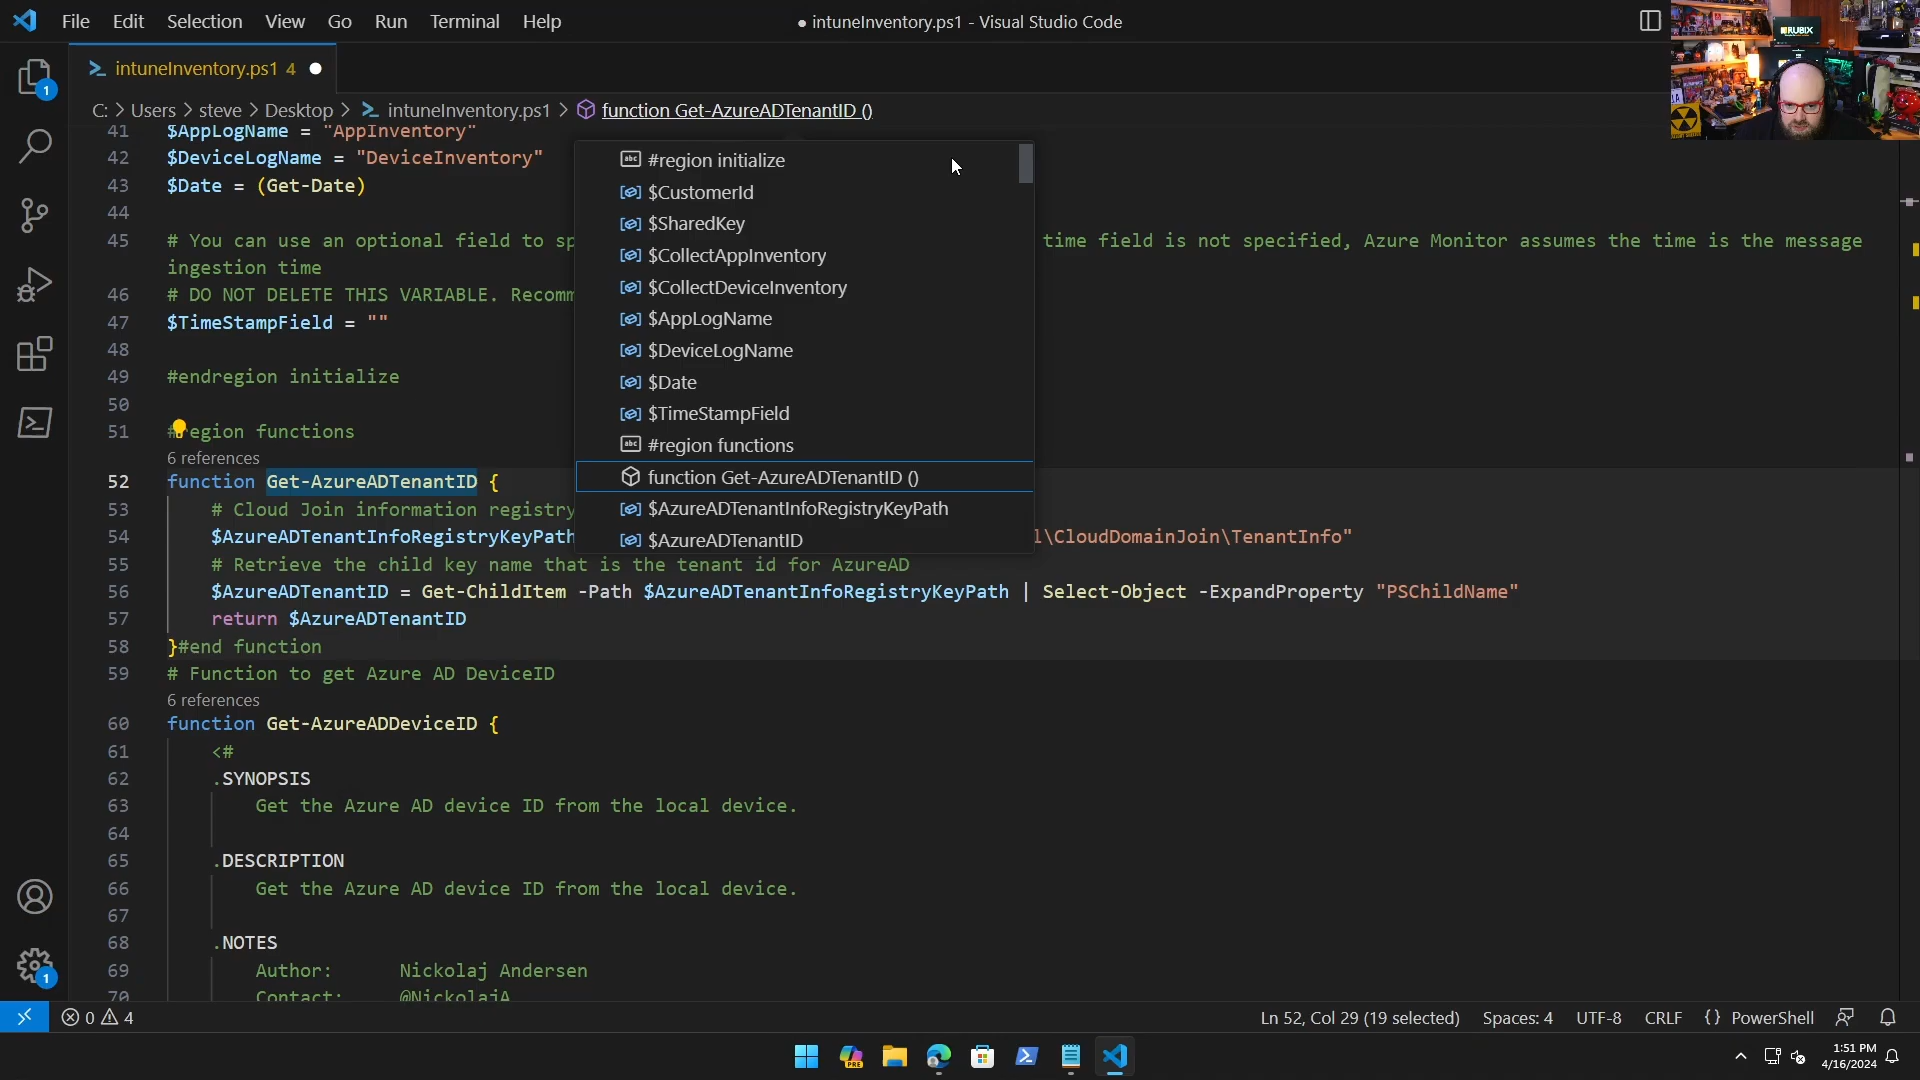 File Edit Selection View Go Run Terminal Help
● intuneInventory.ps1 - Visual Studio Code
RUBIX
intuneInventory.ps1 4
C: > Users > steve > Desktop > intuneInventory.ps1 > function Get-AzureADTenantID ()
41 $AppLogName = "AppInventory"
42 $DeviceLogName = "DeviceInventory"
43 $Date = (Get-Date)
44
45 # You can use an optional field to sp
time field is not specified, Azure Monitor assumes the time is the message
ingestion time
46 # DO NOT DELETE THIS VARIABLE. Recomm
47 $TimeStampField = ""
48
49 #endregion initialize
50
51 #region functions
6 references
52 function Get-AzureADTenantID {
53 # Cloud Join information registry
54 $AzureADTenantInfoRegistryKeyPath
l\CloudDomainJoin\TenantInfo"
55 # Retrieve the child key name that is the tenant id for AzureAD
56 $AzureADTenantID = Get-ChildItem -Path $AzureADTenantInfoRegistryKeyPath | Select-Object -ExpandProperty "PSChildName"
57 return $AzureADTenantID
58 }#end function
59 # Function to get Azure AD DeviceID
6 references
60 function Get-AzureADDeviceID {
61 <#
62 .SYNOPSIS
63 Get the Azure AD device ID from the local device.
64
65 .DESCRIPTION
66 Get the Azure AD device ID from the local device.
67
68 .NOTES
69 Author: Nickolaj Andersen
70 Contact: @NickolajA
#region initialize
$CustomerId
$SharedKey
$CollectAppInventory
$CollectDeviceInventory
$AppLogName
$DeviceLogName
$Date
$TimeStampField
#region functions
function Get-AzureADTenantID ()
$AzureADTenantInfoRegistryKeyPath
$AzureADTenantID
1
1
0 4
Ln 52, Col 29 (19 selected) Spaces: 4 UTF-8 CRLF {} PowerShell
PRE
1:51 PM
4/16/2024